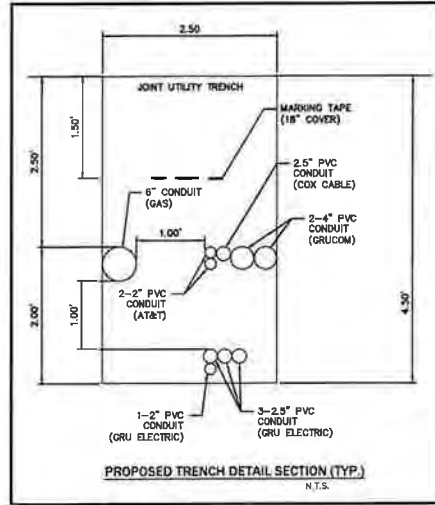 2.50
JOINT UTILITY TRENCH
MARKING TAPE
(18" COVER)
1.50'
2.50'
2.5" PVC
CONDUIT
(COX CABLE)
6" CONDUIT
(GAS)
2-4" PVC
CONDUIT
(GRUCOM)
1.00'
2-2" PVC
CONDUIT
(AT&T)
1.00'
2.00'
4.50'
1-2" PVC
CONDUIT
(GRU ELECTRIC)
3-2.5" PVC
CONDUIT
(GRU ELECTRIC)
PROPOSED TRENCH DETAIL SECTION (TYP.)
N.T.S.